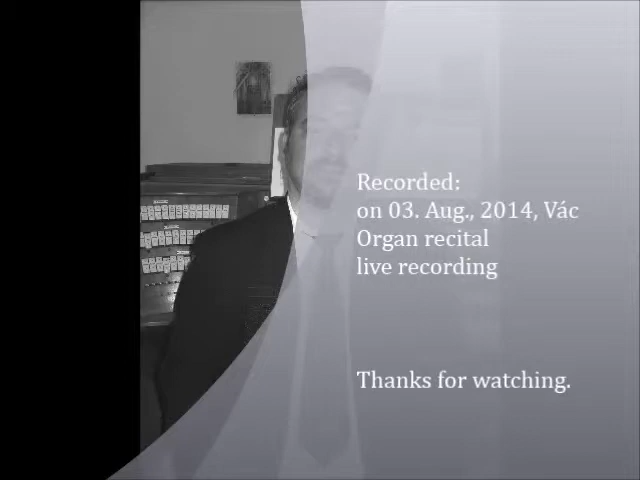 Recorded:
on 03. Aug., 2014, Vác
Organ recital
live recording
Thanks for watching.